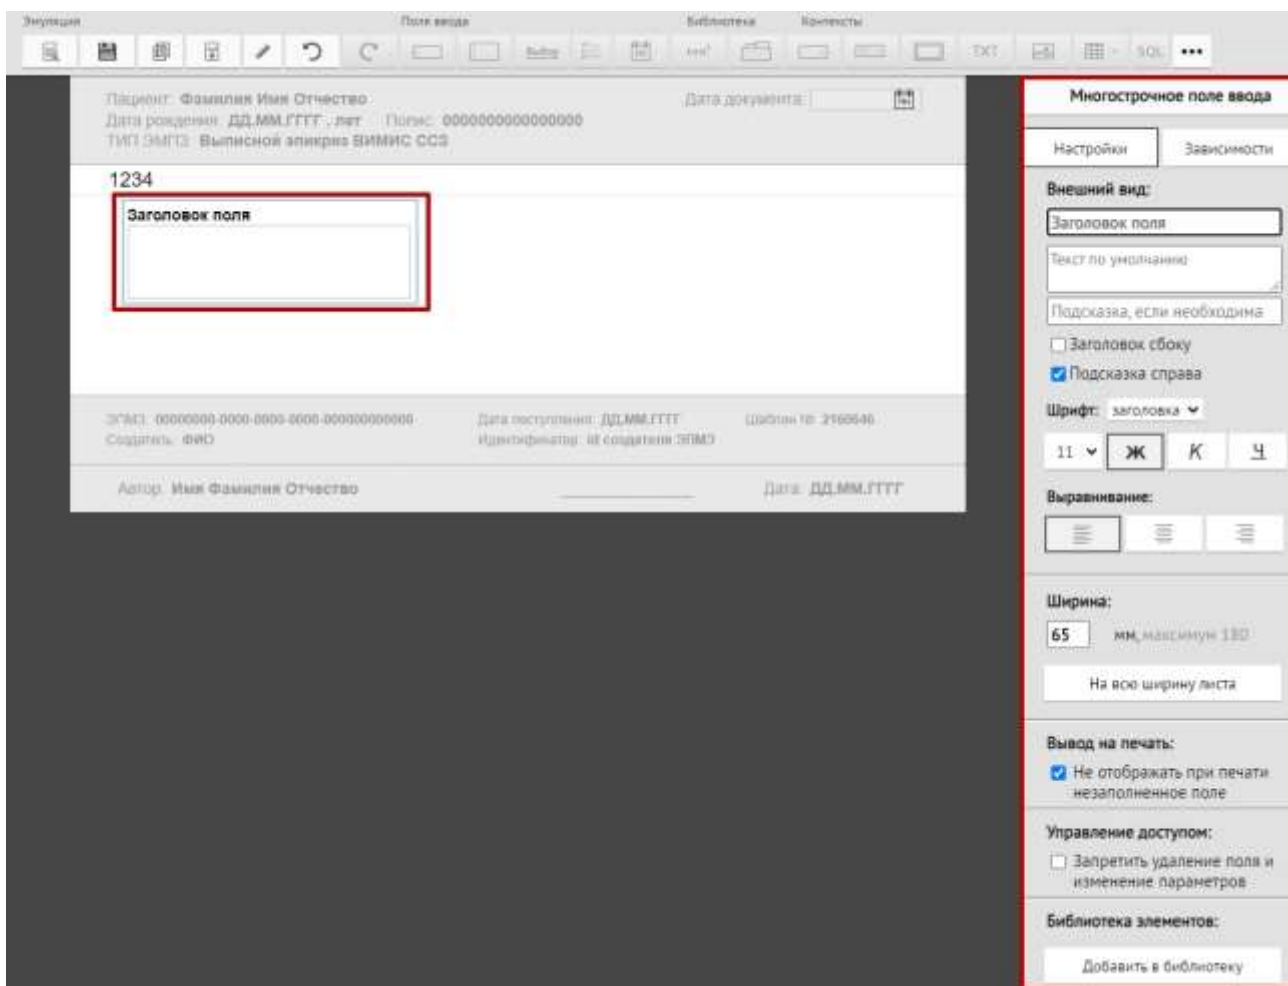 Эмуляция Поля ввода Библиотека Контексты
TXT SQL
Пациент: Фамилия Имя Отчество Дата документа:
Дата рождения: ДД.ММ.ГГГГ , лет Полис: 0000000000000000
ТИП ЭМПЗ: Выписной эпикриз ВИМИС ССЗ
1234
Заголовок поля
ЭПМЗ: 00000000-0000-0000-0000-000000000000 Дата поступления: ДД.ММ.ГГГГ Шаблон №: 2160646
Создатель: ФИО Идентификатор: id создателя ЭПМЗ
Автор: Имя Фамилия Отчество Дата: ДД.ММ.ГГГГ
Многострочное поле ввода
Настройки Зависимости
Внешний вид:
Заголовок поля
Текст по умолчанию
Подсказка, если необходима
Заголовок сбоку
Подсказка справа
Шрифт: заголовка
11 Ж К Ч
Выравнивание:
Ширина:
65 мм, максимум 180
На всю ширину листа
Вывод на печать:
Не отображать при печати
незаполненное поле
Управление доступом:
Запретить удаление поля и
изменение параметров
Библиотека элементов:
Добавить в библиотеку